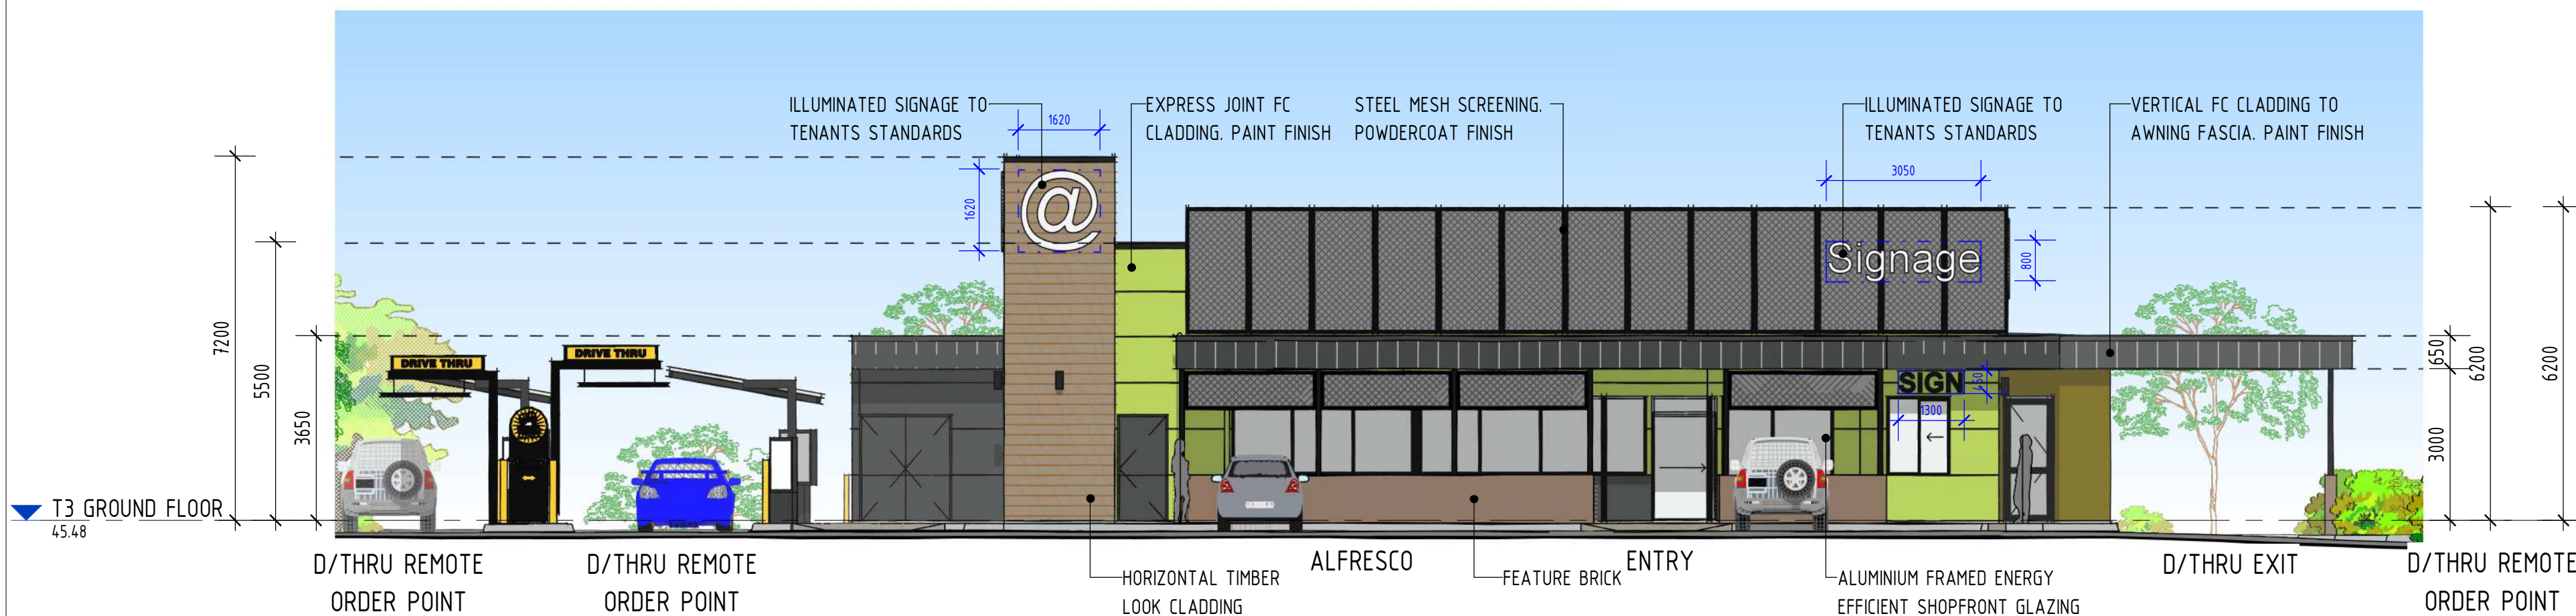 ILLUMINATED SIGNAGE TO
TENANTS STANDARDS
EXPRESS JOINT FC
CLADDING. PAINT FINISH
STEEL MESH SCREENING.
POWDERCOAT FINISH
ILLUMINATED SIGNAGE TO
TENANTS STANDARDS
VERTICAL FC CLADDING TO
AWNING FASCIA. PAINT FINISH
1620
1620
@
3050
800
Signage
7200
5500
3650
DRIVE THRU
DRIVE THRU
SIGN
450
1300
650
3000
6200
6200
T3 GROUND FLOOR
45.48
D/THRU REMOTE
ORDER POINT
D/THRU REMOTE
ORDER POINT
HORIZONTAL TIMBER
LOOK CLADDING
ALFRESCO
FEATURE BRICK
ENTRY
ALUMINIUM FRAMED ENERGY
EFFICIENT SHOPFRONT GLAZING
D/THRU EXIT
D/THRU REMOTE
ORDER POINT